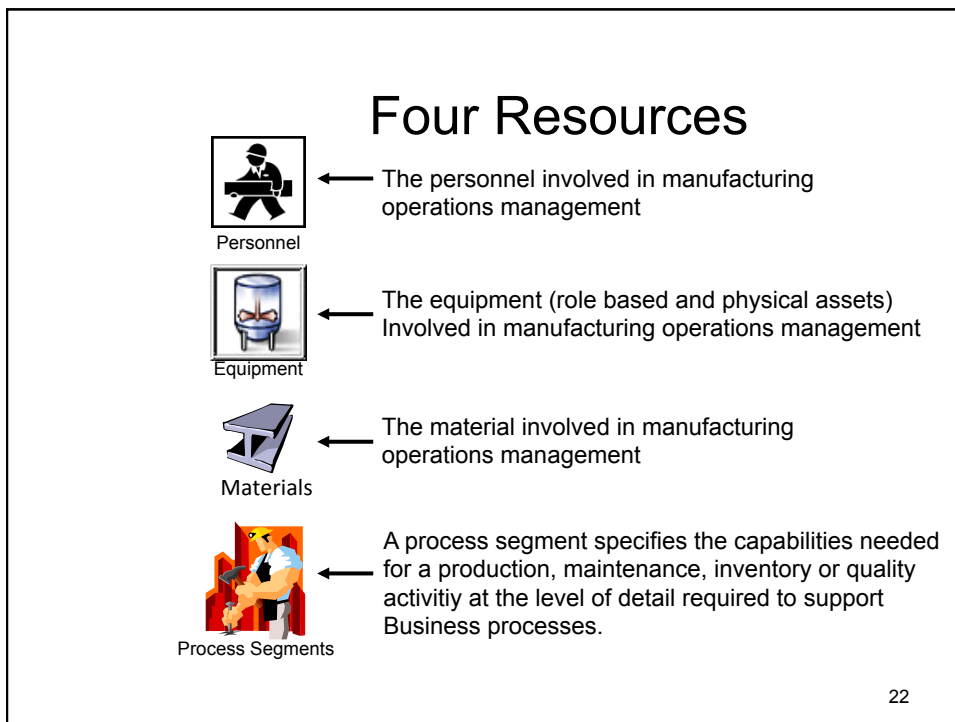 Four Resources
The personnel involved in manufacturing
operations management
Personnel
The equipment (role based and physical assets)
Involved in manufacturing operations management
Equipment
The material involved in manufacturing
operations management
Materials
A process segment specifies the capabilities needed
for a production, maintenance, inventory or quality
activitiy at the level of detail required to support
Business processes.
Process Segments
22